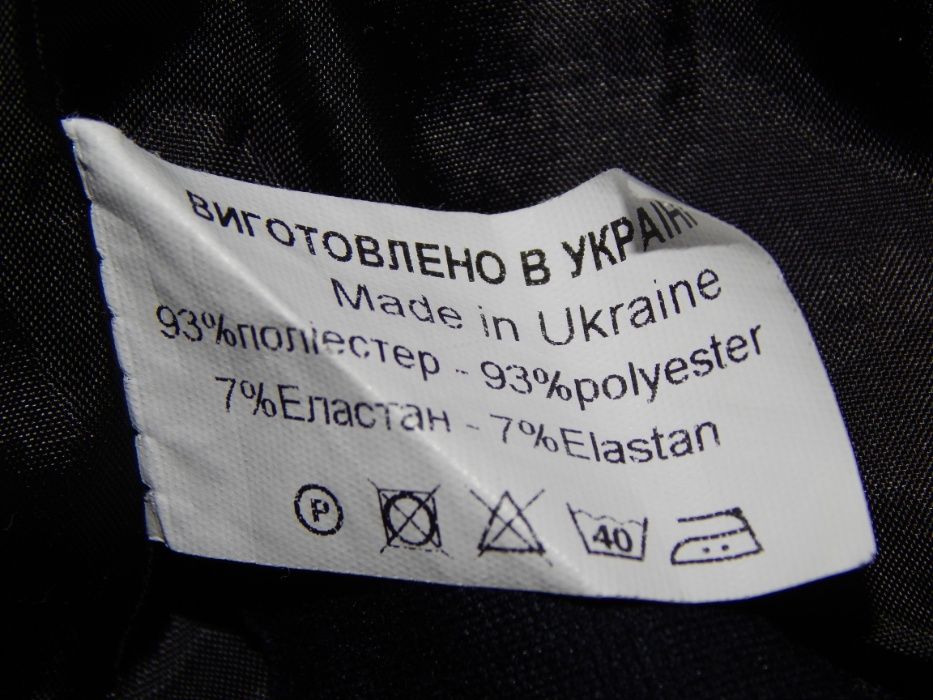 ВИГОТОВЛЕНО В УКРАЇН
Made in Ukraine
93%поліестер - 93%polyester
7%Еластан - 7%Elastan
P 40